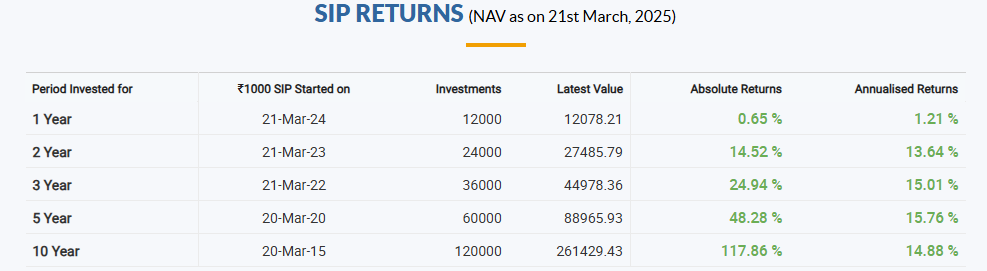 SIP RETURNS (NAV as on 21st March, 2025)
Period Invested for ₹1000 SIP Started on Investments Latest Value Absolute Returns Annualised Returns
1 Year 21-Mar-24 12000 12078.21 0.65 % 1.21 %
2 Year 21-Mar-23 24000 27485.79 14.52 % 13.64 %
3 Year 21-Mar-22 36000 44978.36 24.94 % 15.01 %
5 Year 20-Mar-20 60000 88965.93 48.28 % 15.76 %
10 Year 20-Mar-15 120000 261429.43 117.86 % 14.88 %